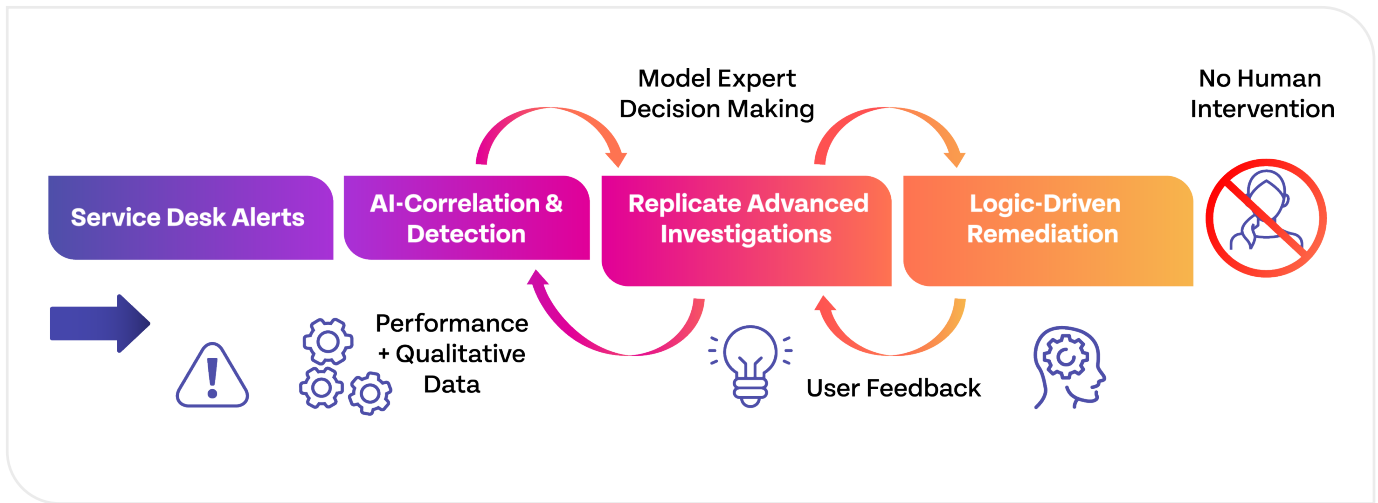 Model Expert
Decision Making
No Human
Intervention
Service Desk Alerts
AI-Correlation &
Detection
Replicate Advanced
Investigations
Logic-Driven
Remediation
Performance
+ Qualitative
Data
User Feedback